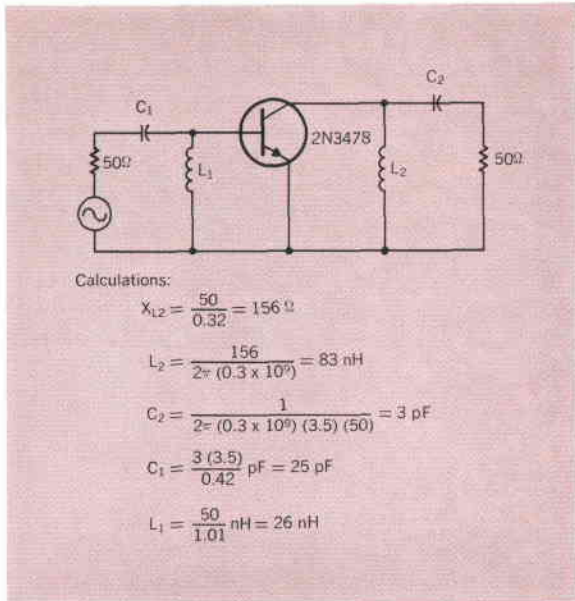 C₁
C₂
2N3478
50Ω
L₁
L₂
50Ω
Calculations:
X_L2 = 50 / 0.32 = 156 Ω
L₂ = 156 / 2π (0.3 x 10⁹) = 83 nH
C₂ = 1 / 2π (0.3 x 10⁹) (3.5) (50) = 3 pF
C₁ = 3 (3.5) / 0.42 pF = 25 pF
L₁ = 50 / 1.01 nH = 26 nH